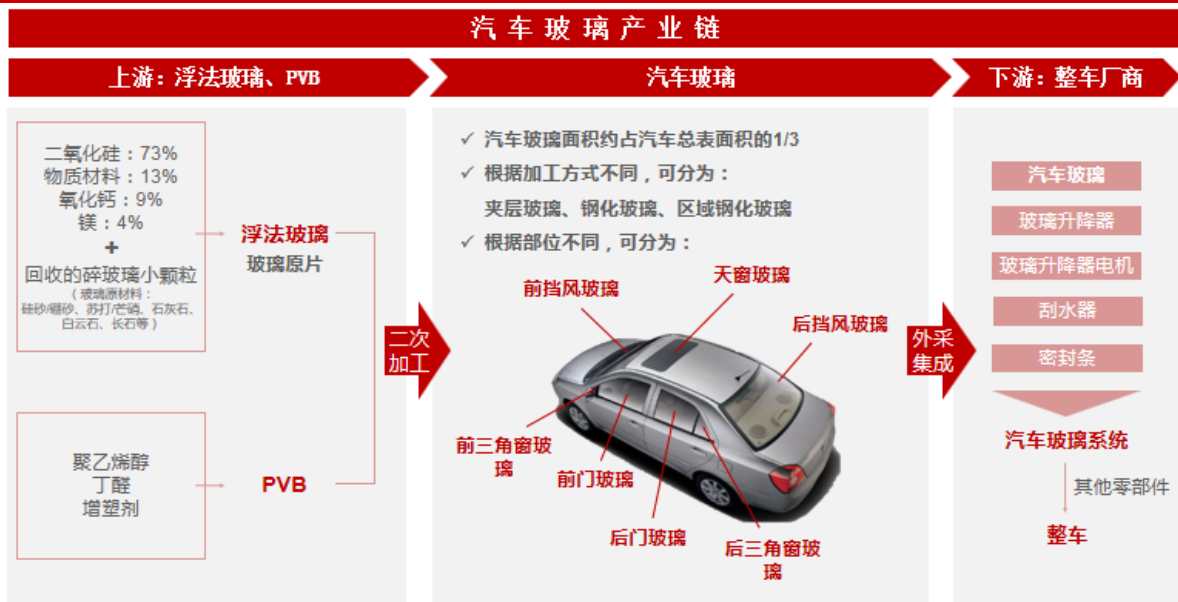 汽车玻璃产业链
上游：浮法玻璃、PVB
汽车玻璃
下游：整车厂商
二氧化硅：73%
物质材料：13%
氧化钙：9%
镁：4%
+
回收的碎玻璃小颗粒
（玻璃原材料：
硅砂/硼砂、苏打/芒硝、石灰石、
白云石、长石等）
浮法玻璃
玻璃原片
聚乙烯醇
丁醛
增塑剂
PVB
二次
加工
✓ 汽车玻璃面积约占汽车总表面积的1/3
✓ 根据加工方式不同，可分为：
夹层玻璃、钢化玻璃、区域钢化玻璃
✓ 根据部位不同，可分为：
天窗玻璃
前挡风玻璃
后挡风玻璃
前三角窗玻
璃
前门玻璃
后门玻璃
后三角窗玻
璃
外采
集成
汽车玻璃
玻璃升降器
玻璃升降器电机
刮水器
密封条
汽车玻璃系统
其他零部件
整车